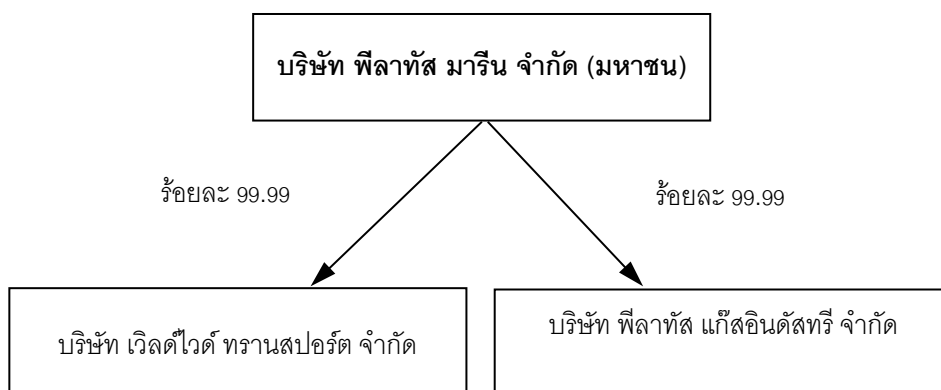 บริษัท พีลาทัส มารีน จำกัด (มหาชน)
ร้อยละ 99.99
ร้อยละ 99.99
บริษัท เวิลด์ไวด์ ทรานสปอร์ต จำกัด
บริษัท พีลาทัส แก๊สอินดัสทรี จำกัด